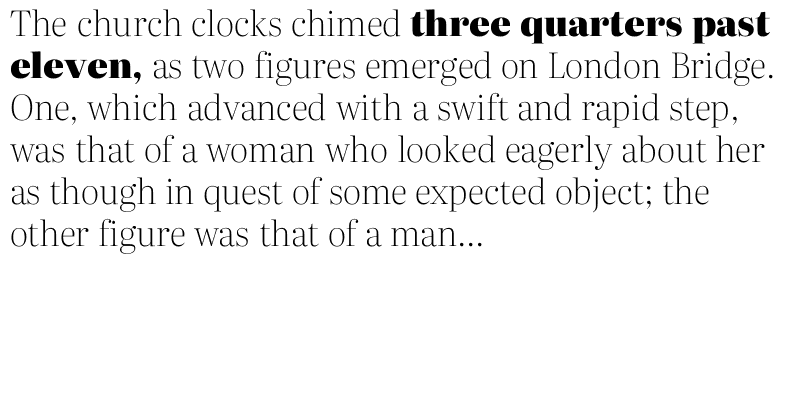 The church clocks chimed three quarters past
eleven, as two figures emerged on London Bridge.
One, which advanced with a swift and rapid step,
was that of a woman who looked eagerly about her
as though in quest of some expected object; the
other figure was that of a man...